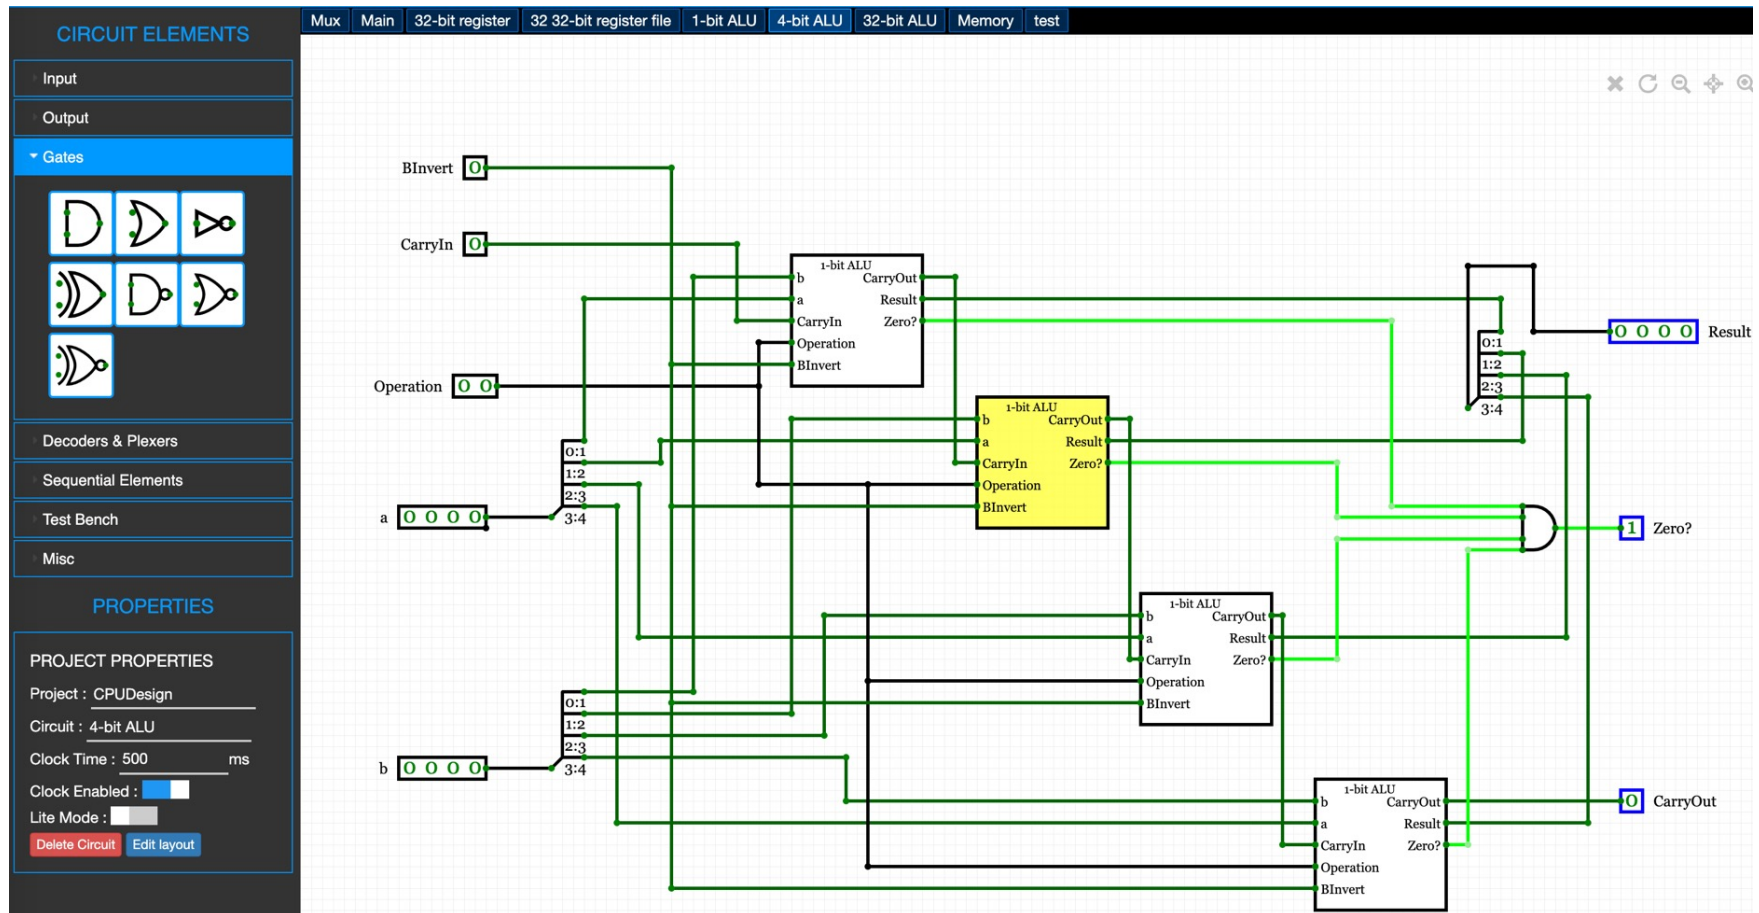 CIRCUIT ELEMENTS
Input
Output
Gates
Decoders & Plexers
Sequential Elements
Test Bench
Misc
PROPERTIES
PROJECT PROPERTIES
Project : CPUDesign
Circuit : 4-bit ALU
Clock Time : 500 ms
Clock Enabled :
Lite Mode :
Delete Circuit Edit layout
Mux Main 32-bit register 32 32-bit register file 1-bit ALU 4-bit ALU 32-bit ALU Memory test
BInvert 0
CarryIn 0
Operation 0 0
a 0 0 0 0
0:1
1:2
2:3
3:4
b 0 0 0 0
0:1
1:2
2:3
3:4
1-bit ALU
b CarryOut
a Result
CarryIn Zero?
Operation
BInvert
1-bit ALU
b CarryOut
a Result
CarryIn Zero?
Operation
BInvert
1-bit ALU
b CarryOut
a Result
CarryIn Zero?
Operation
BInvert
1-bit ALU
b CarryOut
a Result
CarryIn Zero?
Operation
BInvert
0:1
1:2
2:3
3:4
0 0 0 0 Result
1 Zero?
0 CarryOut